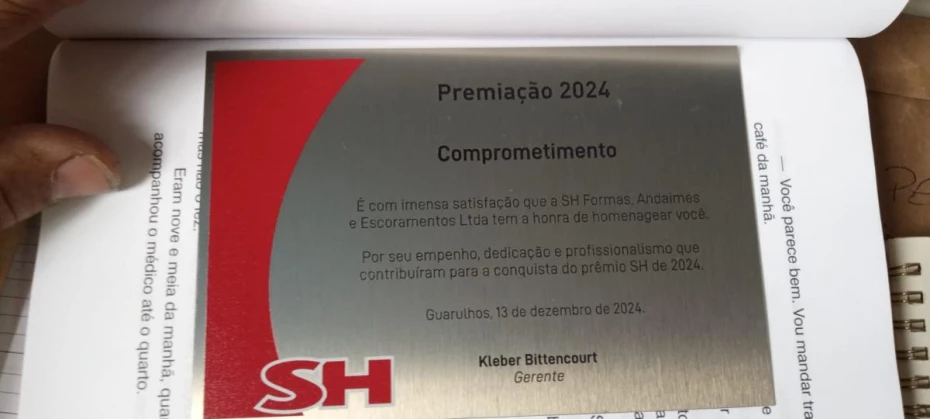 Premiação 2024
Comprometimento
É com imensa satisfação que a SH Formas, Andaimes
e Escoramentos Ltda tem a honra de homenagear você.
Por seu empenho, dedicação e profissionalismo que
contribuíram para a conquista do prêmio SH de 2024.
Guarulhos, 13 de dezembro de 2024.
Kleber Bittencourt
Gerente
SH
Eram nove e meia da manhã,
acompanhou o médico até o quarto.
— Você parece bem. Vou mandar
café da manhã.